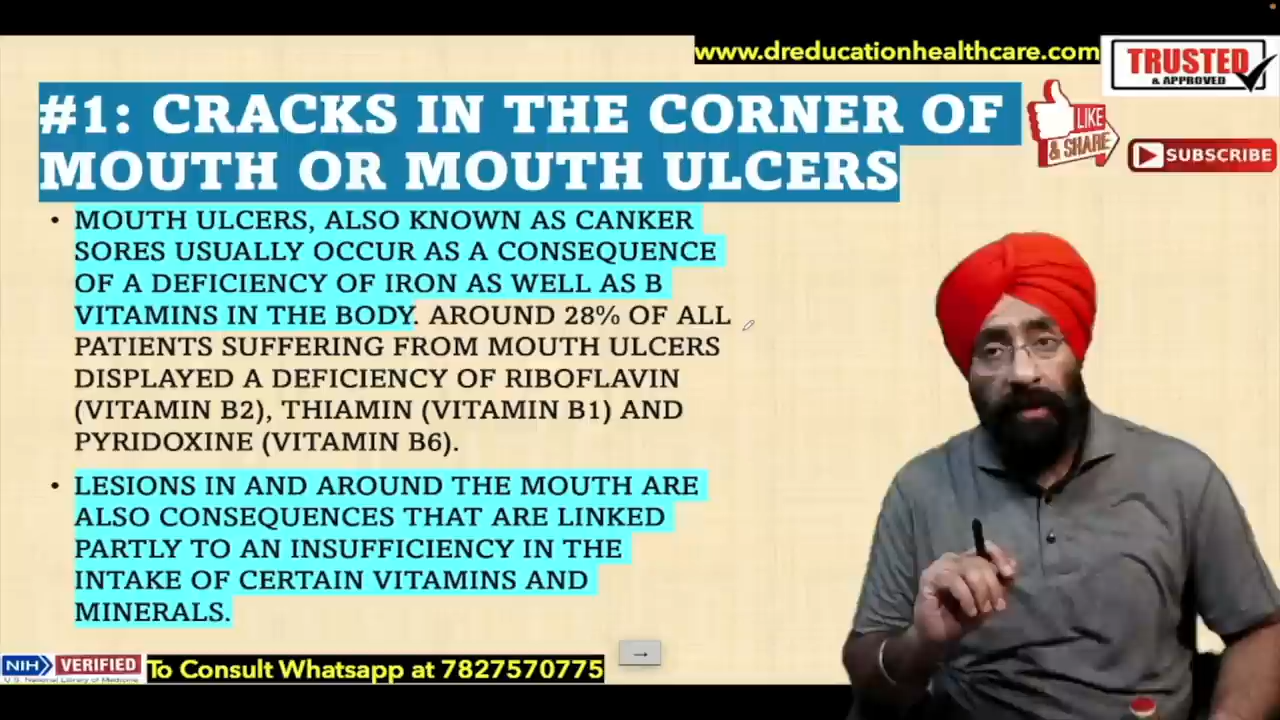 www.dreducationhealthcare.com
TRUSTED
& APPROVED
#1: CRACKS IN THE CORNER OF
MOUTH OR MOUTH ULCERS
LIKE
& SHARE
SUBSCRIBE
• MOUTH ULCERS, ALSO KNOWN AS CANKER
SORES USUALLY OCCUR AS A CONSEQUENCE
OF A DEFICIENCY OF IRON AS WELL AS B
VITAMINS IN THE BODY. AROUND 28% OF ALL
PATIENTS SUFFERING FROM MOUTH ULCERS
DISPLAYED A DEFICIENCY OF RIBOFLAVIN
(VITAMIN B2), THIAMIN (VITAMIN B1) AND
PYRIDOXINE (VITAMIN B6).
• LESIONS IN AND AROUND THE MOUTH ARE
ALSO CONSEQUENCES THAT ARE LINKED
PARTLY TO AN INSUFFICIENCY IN THE
INTAKE OF CERTAIN VITAMINS AND
MINERALS.
→
NIH VERIFIED
U.S. National Library of Medicine
To Consult Whatsapp at 7827570775